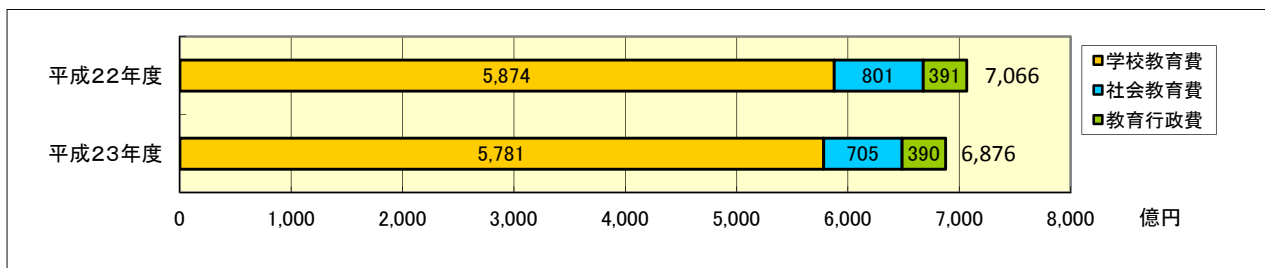 平成22年度 5,874 801 391 7,066
平成23年度 5,781 705 390 6,876
0 1,000 2,000 3,000 4,000 5,000 6,000 7,000 8,000 億円
学校教育費
社会教育費
教育行政費